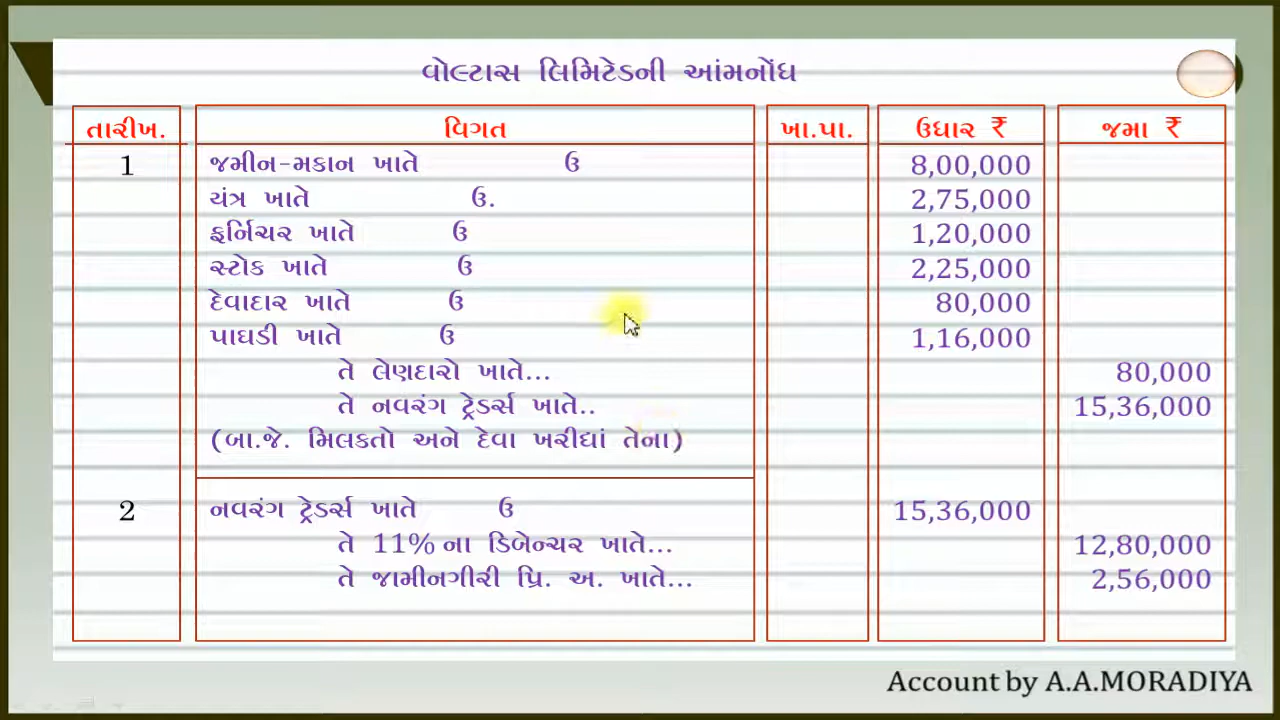 વોલ્ટાસ લિમિટેડની આંમનોંધ
તારીખ. વિગત ખા.પા. ઉધાર ₹ જમા ₹
1 જમીન-મકાન ખાતે ઉ 8,00,000
યંત્ર ખાતે ઉ. 2,75,000
ફર્નિચર ખાતે ઉ 1,20,000
સ્ટોક ખાતે ઉ 2,25,000
દેવાદાર ખાતે ઉ 80,000
પાઘડી ખાતે ઉ 1,16,000
તે લેણદારો ખાતે... 80,000
તે નવરંગ ટ્રેડર્સ ખાતે.. 15,36,000
(બા.જે. મિલકતો અને દેવા ખરીદ્યાં તેના)
2 નવરંગ ટ્રેડર્સ ખાતે ઉ 15,36,000
તે 11% ના ડિબેન્ચર ખાતે... 12,80,000
તે જામીનગીરી પ્રિ. અ. ખાતે... 2,56,000
Account by A.A.MORADIYA